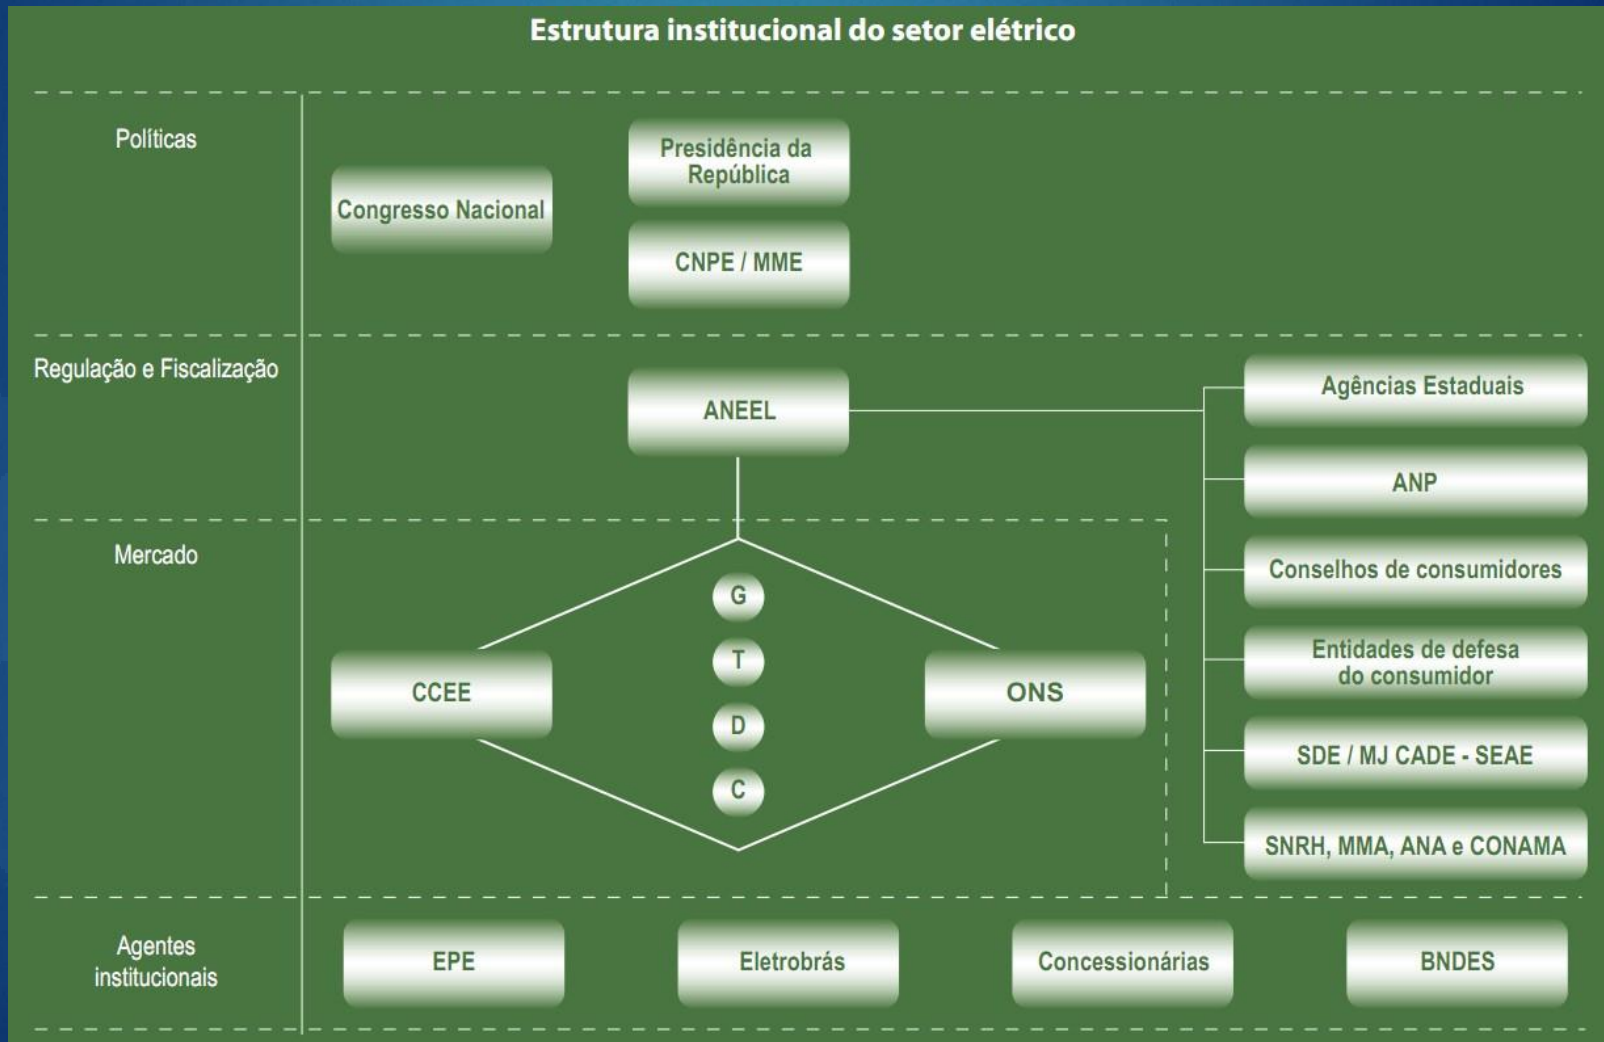 Estrutura institucional do setor elétrico
Políticas
Congresso Nacional
Presidência da
República
CNPE / MME
Regulação e Fiscalização
ANEEL
Agências Estaduais
ANP
Conselhos de consumidores
Entidades de defesa
do consumidor
SDE / MJ CADE - SEAE
SNRH, MMA, ANA e CONAMA
Mercado
G
T
D
C
CCEE
ONS
Agentes
institucionais
EPE
Eletrobrás
Concessionárias
BNDES